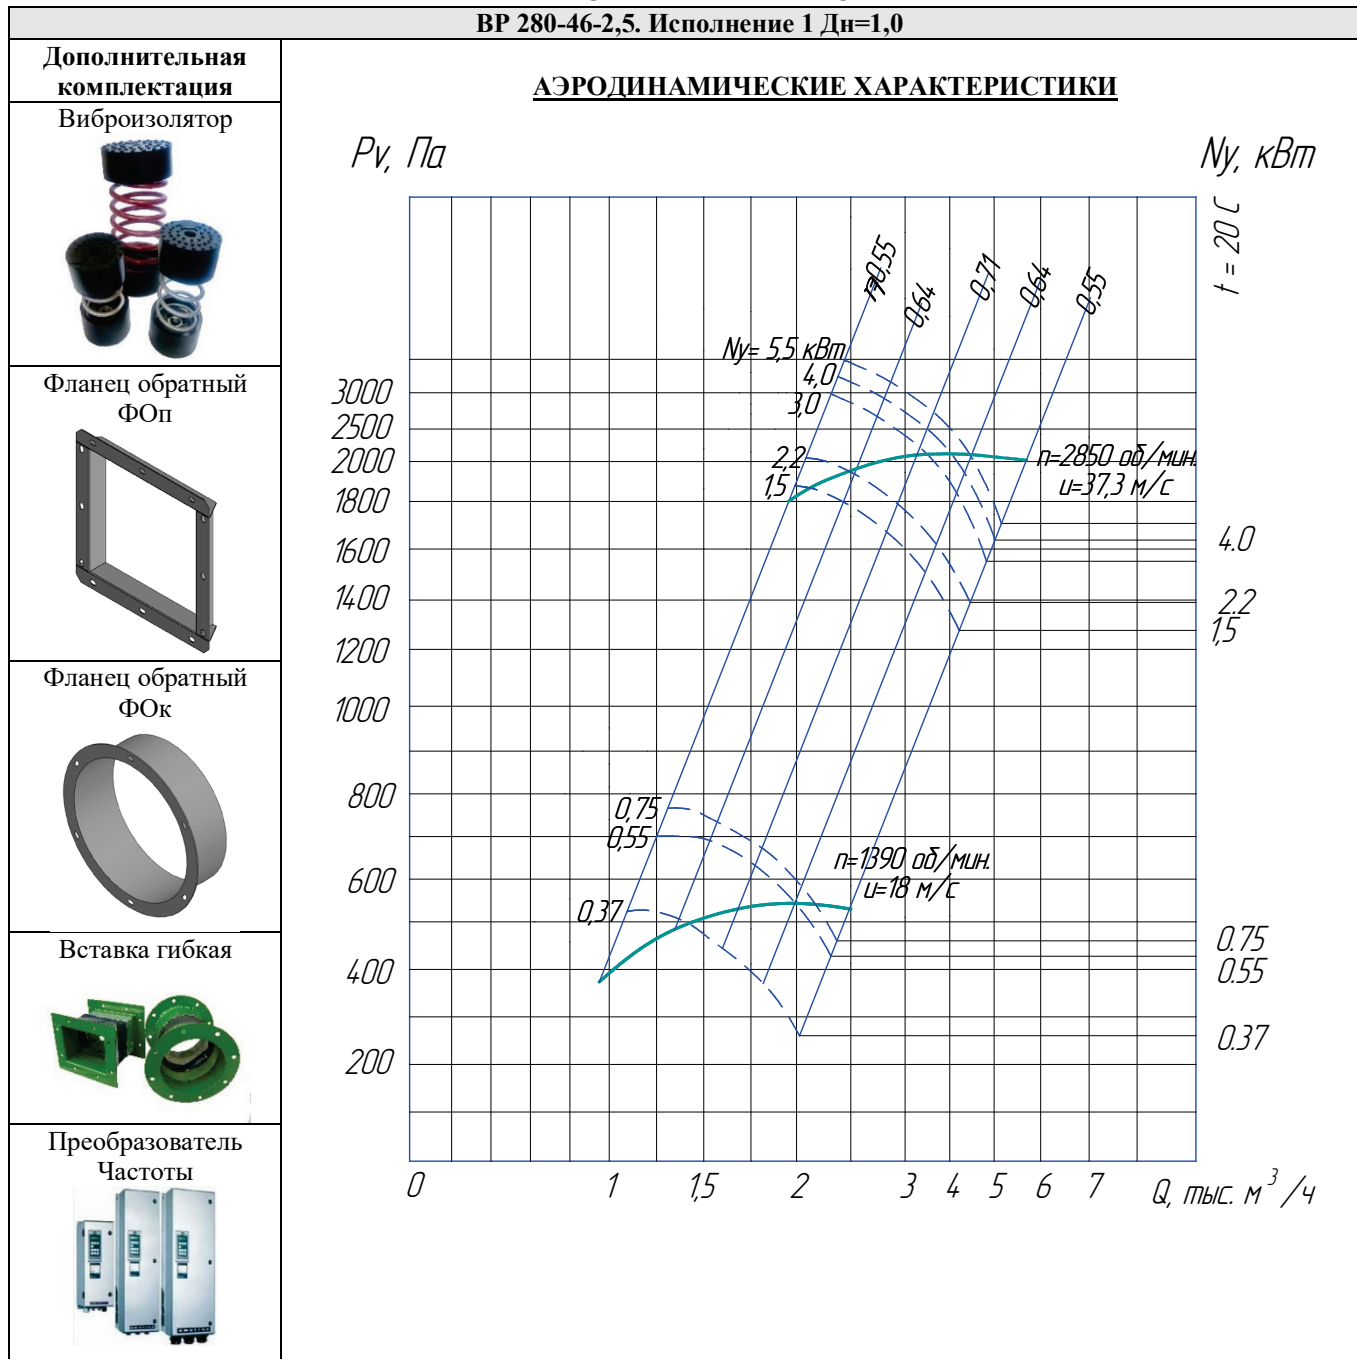 ВР 280-46-2,5. Исполнение 1 Дн=1,0
Дополнительная
комплектация
Виброизолятор
Фланец обратный
ФОп
Фланец обратный
ФОк
Вставка гибкая
Преобразователь
Частоты
АЭРОДИНАМИЧЕСКИЕ ХАРАКТЕРИСТИКИ
Pv, Па
Ny, кВт
t = 20 C
η=0,55
0,64
0,71
0,64
0,55
Ny= 5,5 кВт
4,0
3,0
2,2
1,5
n=2850 об/мин.
u=37,3 м/с
3000
2500
2000
1800
1600
1400
1200
1000
800
600
400
200
4.0
2.2
1,5
0,75
0,55
0,37
n=1390 об/мин.
u=18 м/с
0.75
0.55
0.37
0 1 1,5 2 3 4 5 6 7 Q, тыс. м³/ч